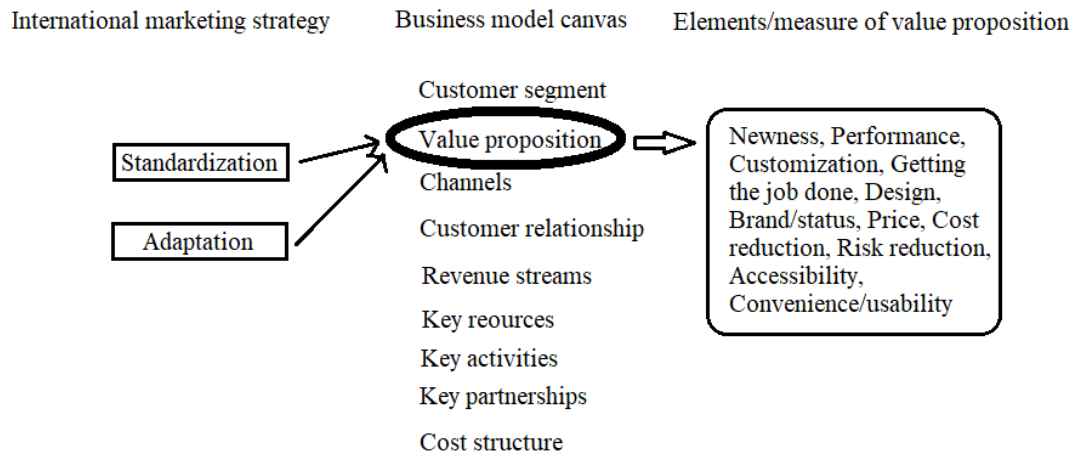 International marketing strategy
Business model canvas
Elements/measure of value proposition
Standardization
Adaptation
Customer segment
Value proposition
Channels
Customer relationship
Revenue streams
Key reources
Key activities
Key partnerships
Cost structure
Newness, Performance,
Customization, Getting
the job done, Design,
Brand/status, Price, Cost
reduction, Risk reduction,
Accessibility,
Convenience/usability